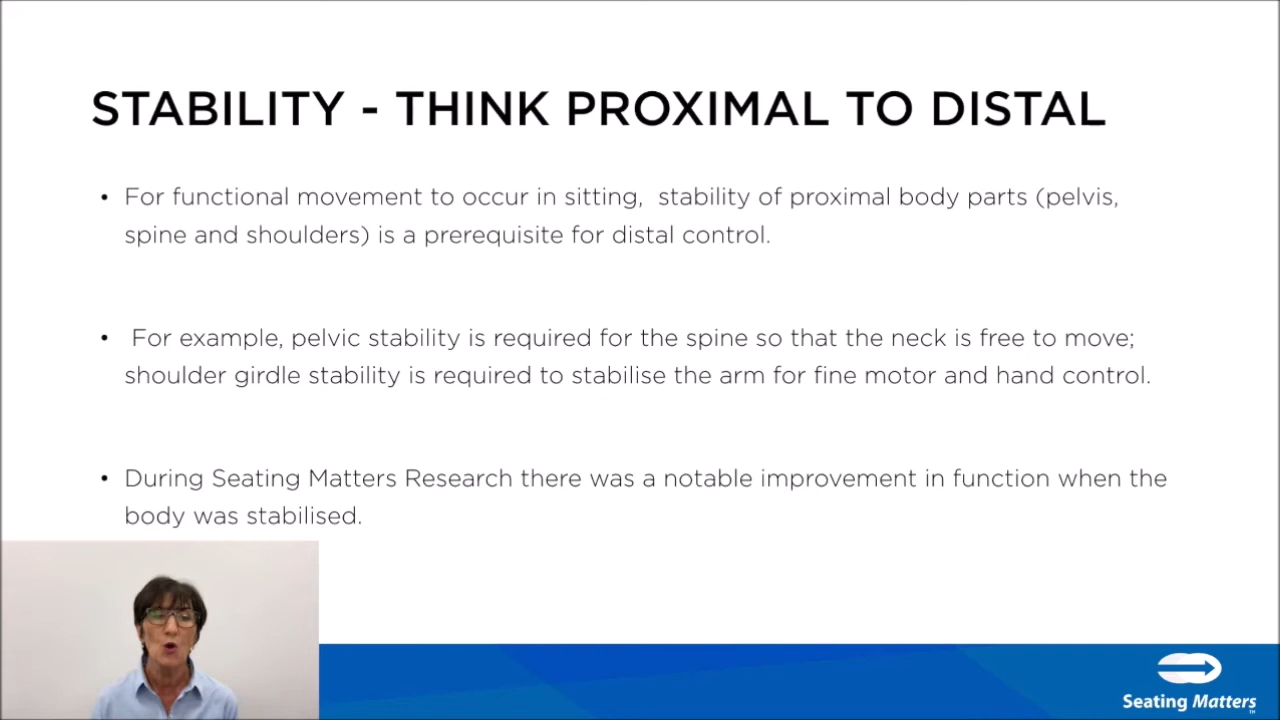 STABILITY - THINK PROXIMAL TO DISTAL
• For functional movement to occur in sitting,  stability of proximal body parts (pelvis,
spine and shoulders) is a prerequisite for distal control.
•  For example, pelvic stability is required for the spine so that the neck is free to move;
shoulder girdle stability is required to stabilise the arm for fine motor and hand control.
• During Seating Matters Research there was a notable improvement in function when the
body was stabilised.
Seating Matters™